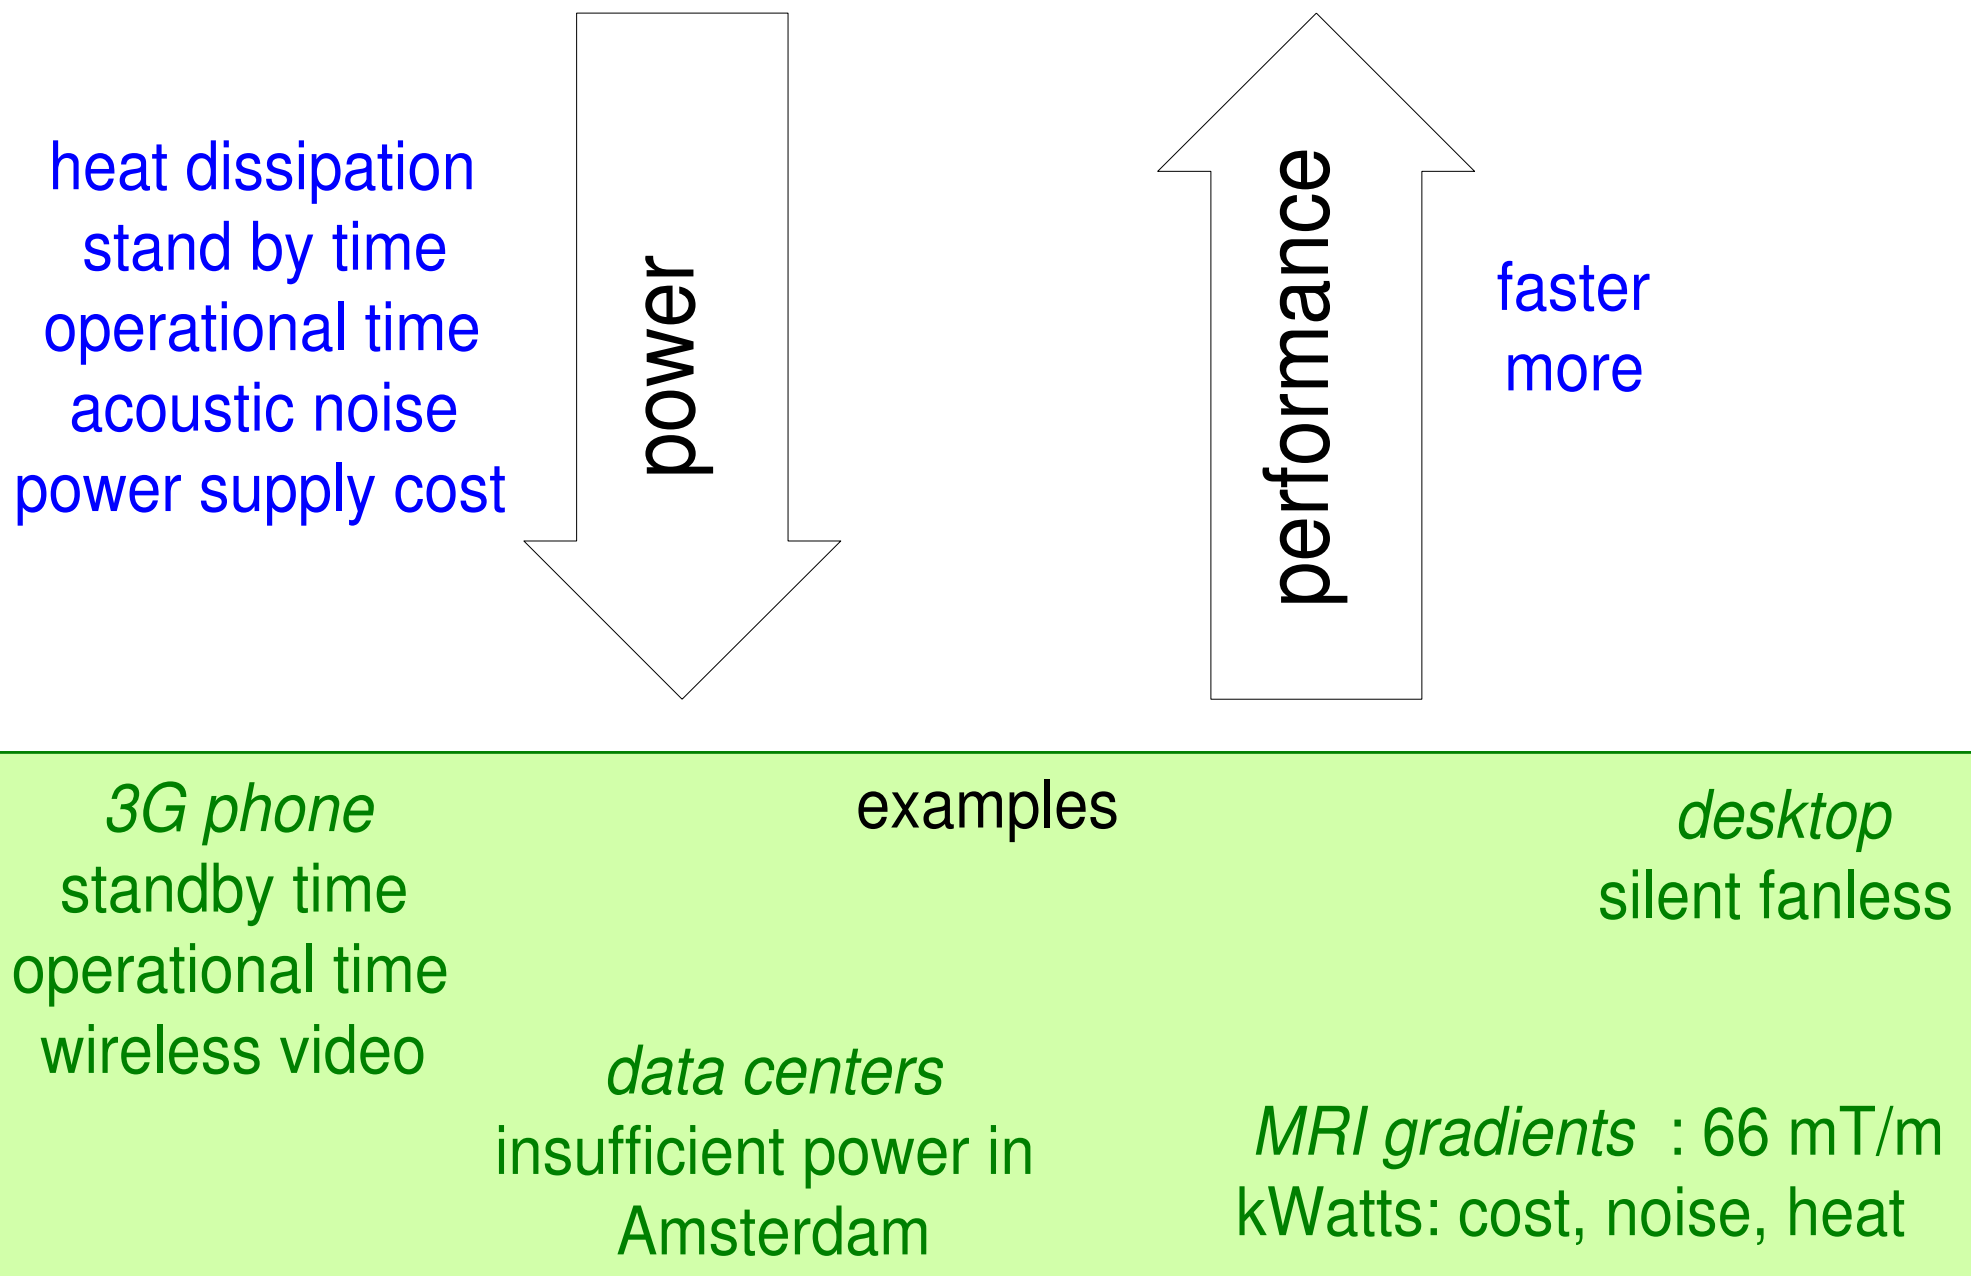 heat dissipation
stand by time
operational time
acoustic noise
power supply cost
power
performance
faster
more
examples
3G phone
standby time
operational time
wireless video
data centers
insufficient power in
Amsterdam
desktop
silent fanless
MRI gradients : 66 mT/m
kWatts: cost, noise, heat